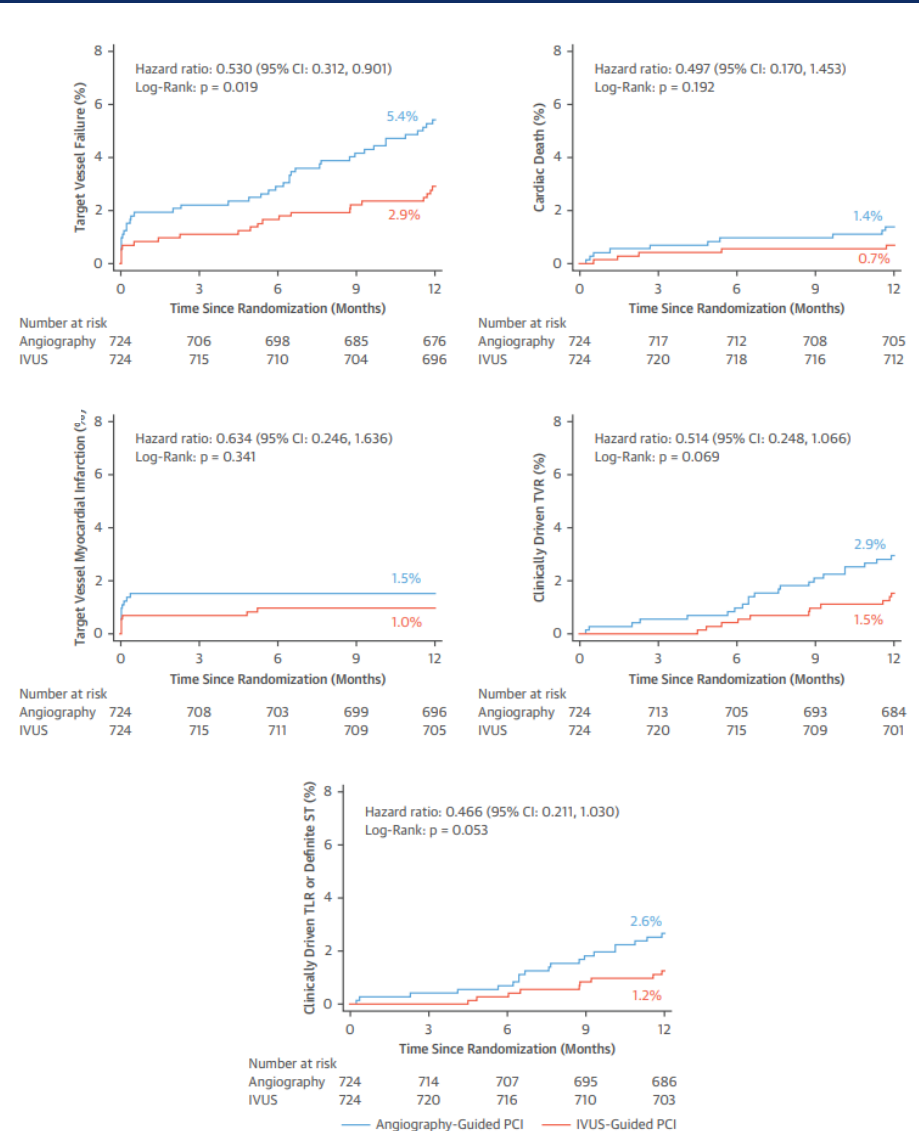 Target Vessel Failure (%)
8
6
4
2
0
Hazard ratio: 0.530 (95% CI: 0.312, 0.901)
Log-Rank: p = 0.019
5.4%
2.9%
0 3 6 9 12
Time Since Randomization (Months)
Number at risk
Angiography 724 706 698 685 676
IVUS 724 715 710 704 696
Cardiac Death (%)
8
6
4
2
0
Hazard ratio: 0.497 (95% CI: 0.170, 1.453)
Log-Rank: p = 0.192
1.4%
0.7%
0 3 6 9 12
Time Since Randomization (Months)
Number at risk
Angiography 724 717 712 708 705
IVUS 724 720 718 716 712
Target Vessel Myocardial Infarction (%)
8
6
4
2
0
Hazard ratio: 0.634 (95% CI: 0.246, 1.636)
Log-Rank: p = 0.341
1.5%
1.0%
0 3 6 9 12
Time Since Randomization (Months)
Number at risk
Angiography 724 708 703 699 696
IVUS 724 715 711 709 705
Clinically Driven TVR (%)
8
6
4
2
0
Hazard ratio: 0.514 (95% CI: 0.248, 1.066)
Log-Rank: p = 0.069
2.9%
1.5%
0 3 6 9 12
Time Since Randomization (Months)
Number at risk
Angiography 724 713 705 693 684
IVUS 724 720 715 709 701
Clinically Driven TLR or Definite ST (%)
8
6
4
2
0
Hazard ratio: 0.466 (95% CI: 0.211, 1.030)
Log-Rank: p = 0.053
2.6%
1.2%
0 3 6 9 12
Time Since Randomization (Months)
Number at risk
Angiography 724 714 707 695 686
IVUS 724 720 716 710 703
Angiography-Guided PCI IVUS-Guided PCI